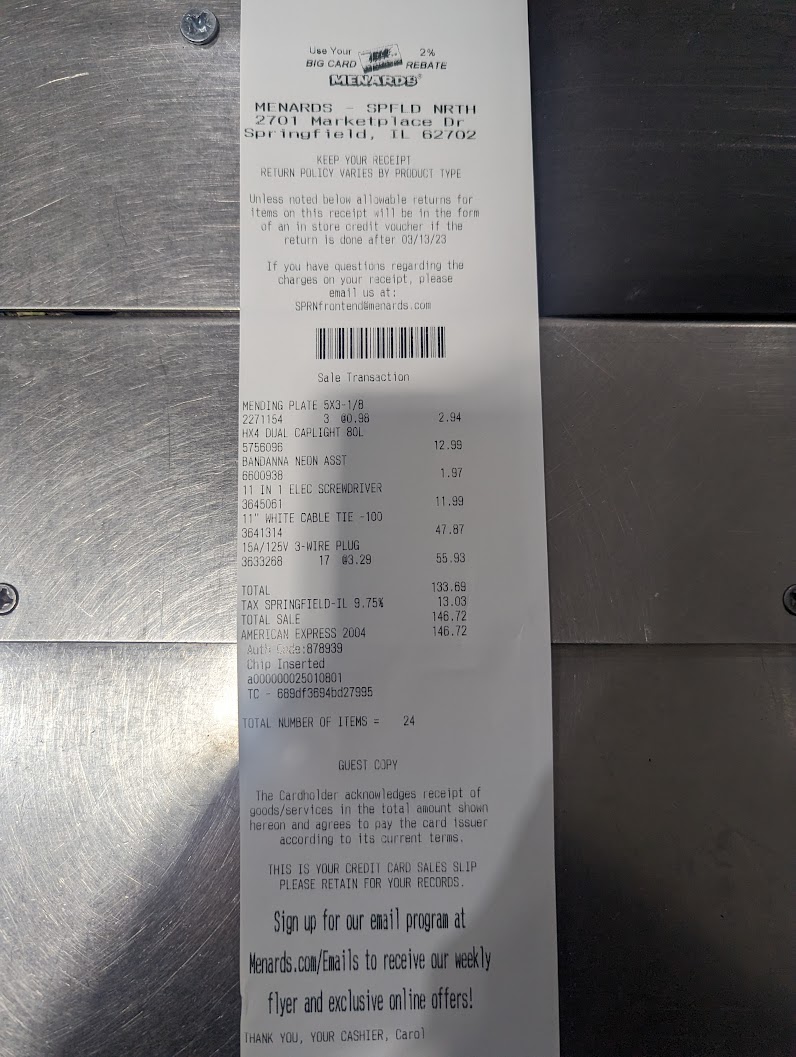 Use Your 2%
BIG CARD REBATE
MENARDS®
MENARDS - SPFLD NRTH
2701 Marketplace Dr
Springfield, IL 62702
KEEP YOUR RECEIPT
RETURN POLICY VARIES BY PRODUCT TYPE
Unless noted below allowable returns for
items on this receipt will be in the form
of an in store credit voucher if the
return is done after 03/13/23
If you have questions regarding the
charges on your receipt, please
email us at:
SPRNfrontend@menards.com
Sale Transaction
MENDING PLATE 5X3-1/8
2271154 3 @0.98 2.94
HX4 DUAL CAPLIGHT 80L
5756096 12.99
BANDANNA NEON ASST
6600938 1.97
11 IN 1 ELEC SCREWDRIVER
3645061 11.99
11" WHITE CABLE TIE -100
3641314 47.87
15A/125V 3-WIRE PLUG
3633268 17 @3.29 55.93
TOTAL 133.69
TAX SPRINGFIELD-IL 9.75% 13.03
TOTAL SALE 146.72
AMERICAN EXPRESS 2004 146.72
Auth Code:878939
Chip Inserted
a000000025010801
TC - 689df3694bd27995
TOTAL NUMBER OF ITEMS = 24
GUEST COPY
The Cardholder acknowledges receipt of
goods/services in the total amount shown
hereon and agrees to pay the card issuer
according to its current terms.
THIS IS YOUR CREDIT CARD SALES SLIP
PLEASE RETAIN FOR YOUR RECORDS.
Sign up for our email program at
Menards.com/Emails to receive our weekly
flyer and exclusive online offers!
THANK YOU, YOUR CASHIER, Carol